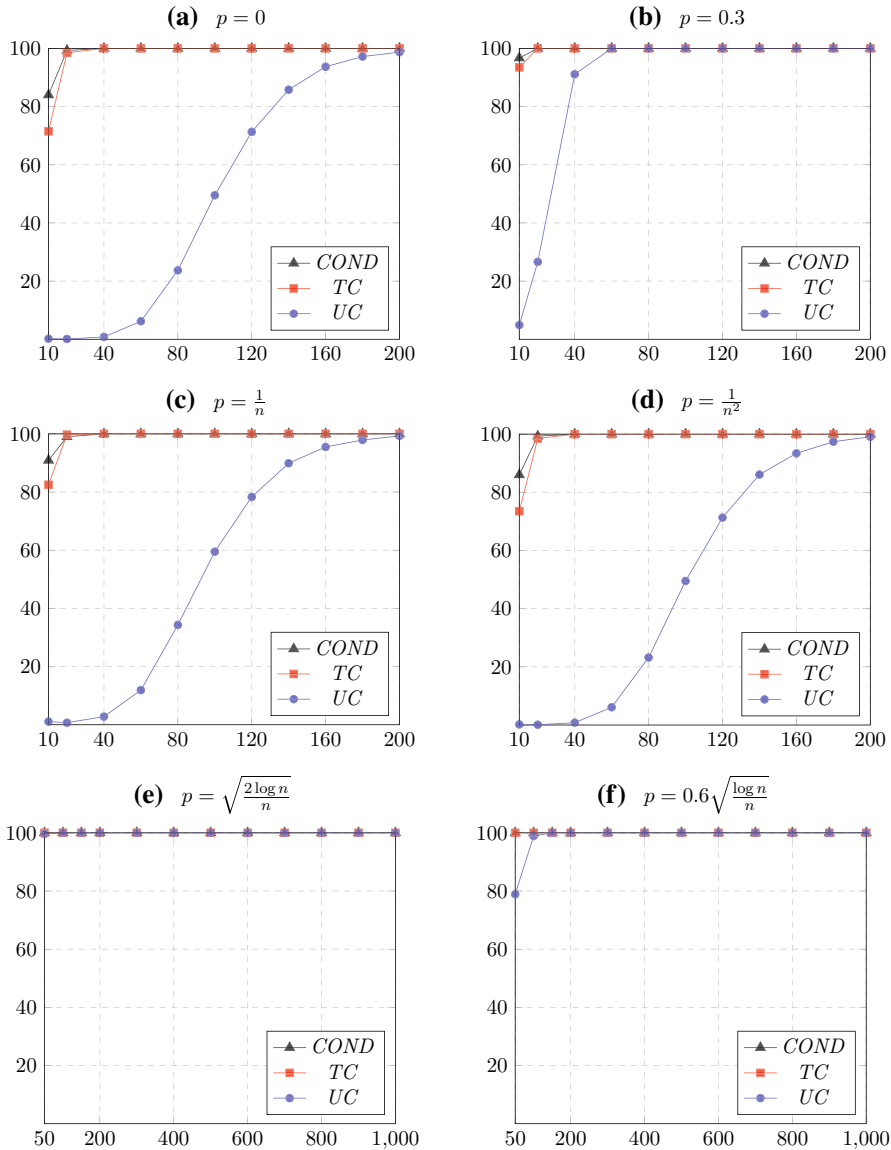 (a) p = 0
(b) p = 0.3
100
80
60
40
20
10 40 80 120 160 200
COND
TC
UC
100
80
60
40
20
10 40 80 120 160 200
COND
TC
UC
(c) p = 1/n
(d) p = 1/n²
100
80
60
40
20
10 40 80 120 160 200
COND
TC
UC
100
80
60
40
20
10 40 80 120 160 200
COND
TC
UC
(e) p = √(2 log n / n)
(f) p = 0.6√(log n / n)
100
80
60
40
20
50 200 400 600 800 1,000
COND
TC
UC
100
80
60
40
20
50 200 400 600 800 1,000
COND
TC
UC